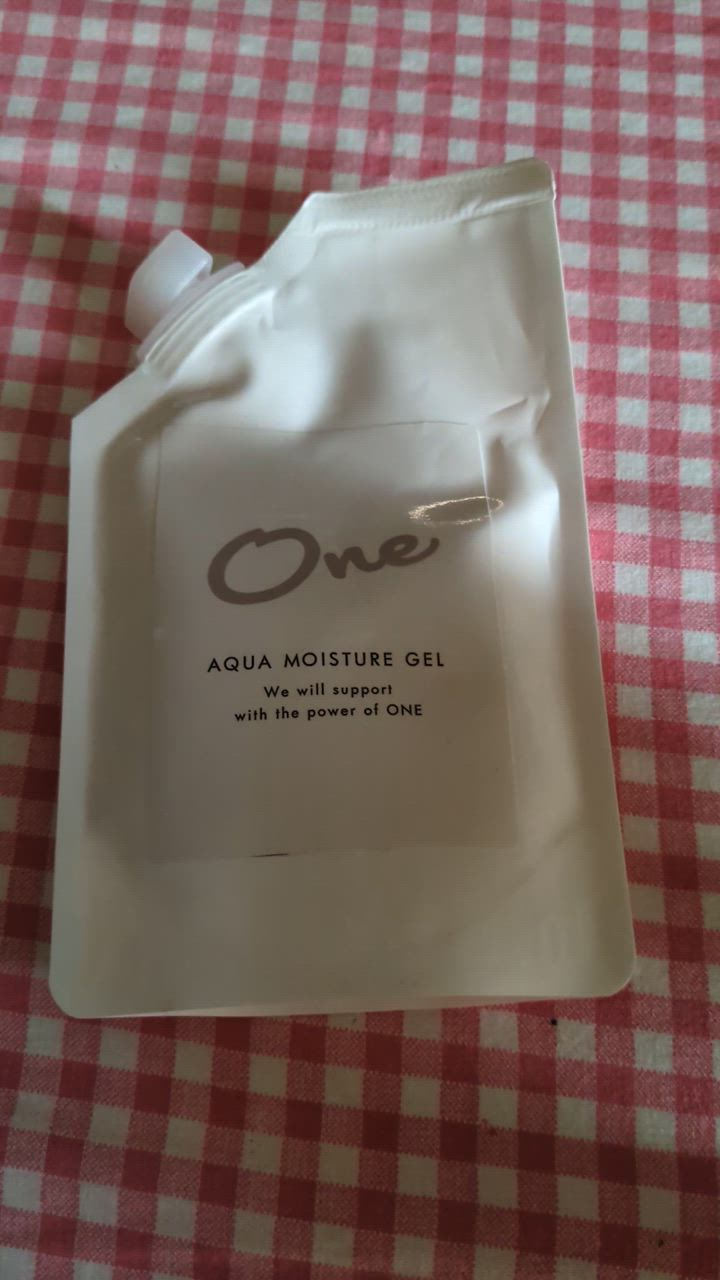 One
AQUA MOISTURE GEL
We will support
with the power of ONE